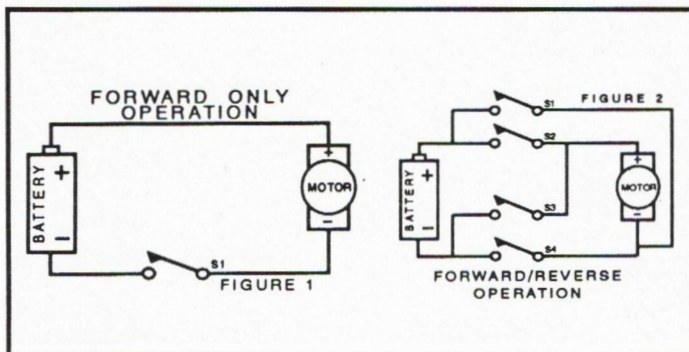 FORWARD ONLY
OPERATION
BATTERY
+
−
+
MOTOR
−
S1
FIGURE 1
S1
FIGURE 2
S2
BATTERY
+
−
+
MOTOR
−
S3
S4
FORWARD/REVERSE
OPERATION